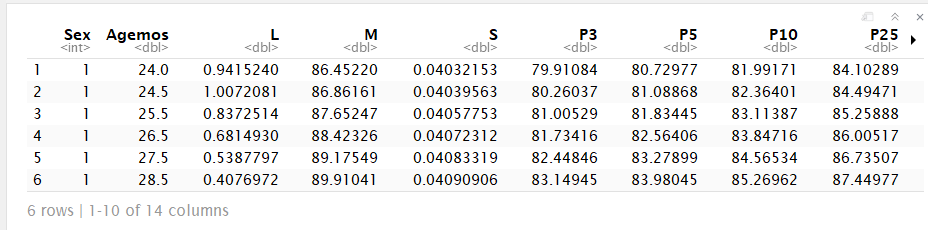 Sex Agemos L M S P3 P5 P10 P25
<int> <dbl> <dbl> <dbl> <dbl> <dbl> <dbl> <dbl> <dbl>
1 1 24.0 0.9415240 86.45220 0.04032153 79.91084 80.72977 81.99171 84.10289
2 1 24.5 1.0072081 86.86161 0.04039563 80.26037 81.08868 82.36401 84.49471
3 1 25.5 0.8372514 87.65247 0.04057753 81.00529 81.83445 83.11387 85.25888
4 1 26.5 0.6814930 88.42326 0.04072312 81.73416 82.56406 83.84716 86.00517
5 1 27.5 0.5387797 89.17549 0.04083319 82.44846 83.27899 84.56534 86.73507
6 1 28.5 0.4076972 89.91041 0.04090906 83.14945 83.98045 85.26962 87.44977
6 rows | 1-10 of 14 columns